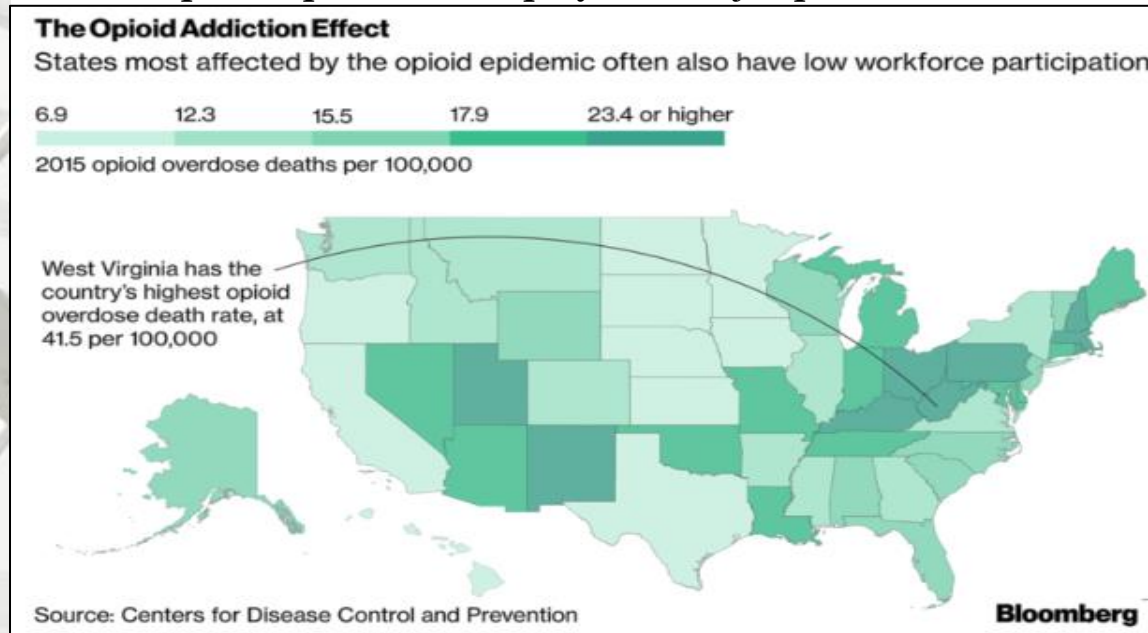 The Opioid Addiction Effect
States most affected by the opioid epidemic often also have low workforce participation
6.9 12.3 15.5 17.9 23.4 or higher
2015 opioid overdose deaths per 100,000
West Virginia has the
country's highest opioid
overdose death rate, at
41.5 per 100,000
Source: Centers for Disease Control and Prevention
Bloomberg